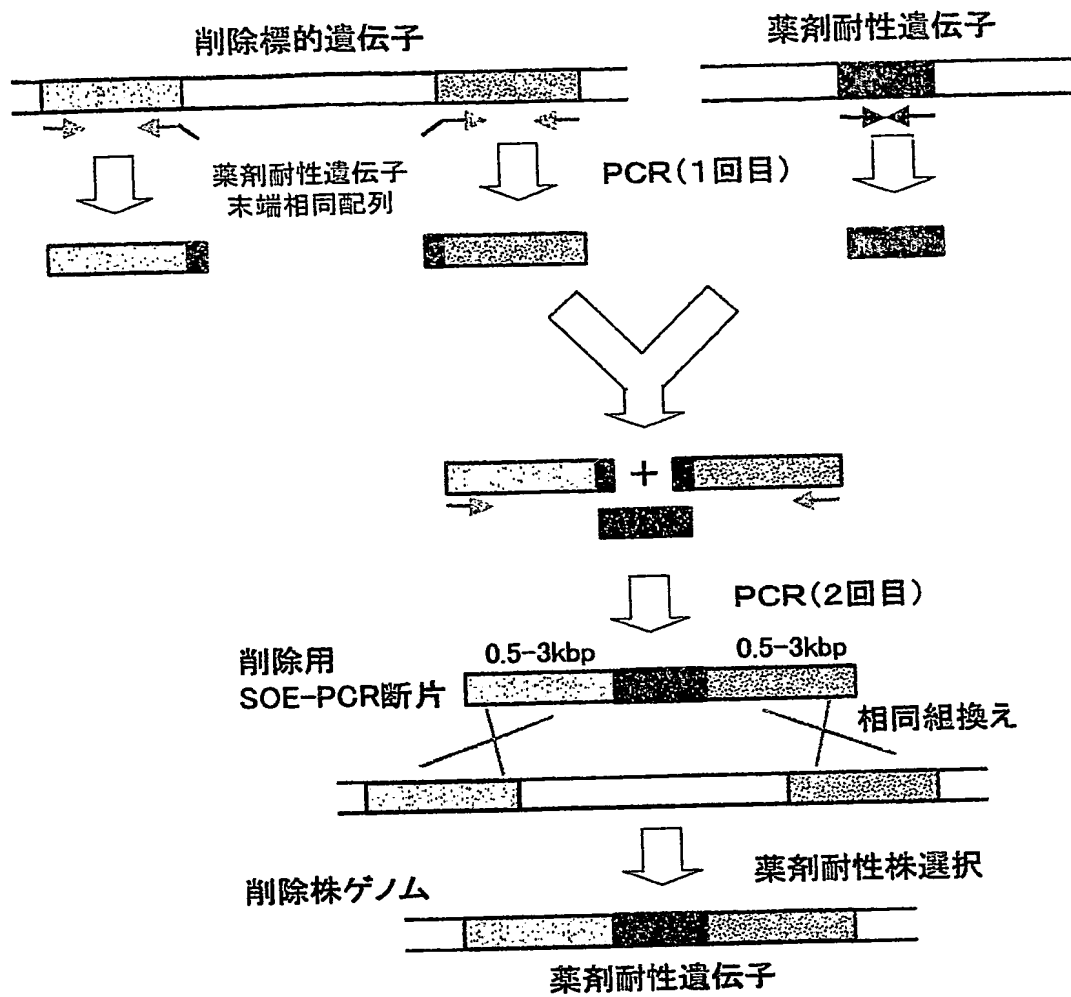 削除標的遺伝子
薬剤耐性遺伝子
薬剤耐性遺伝子
末端相同配列
PCR(1回目)
+
PCR(2回目)
削除用
SOE-PCR断片
0.5-3kbp
0.5-3kbp
相同組換え
薬剤耐性株選択
削除株ゲノム
薬剤耐性遺伝子